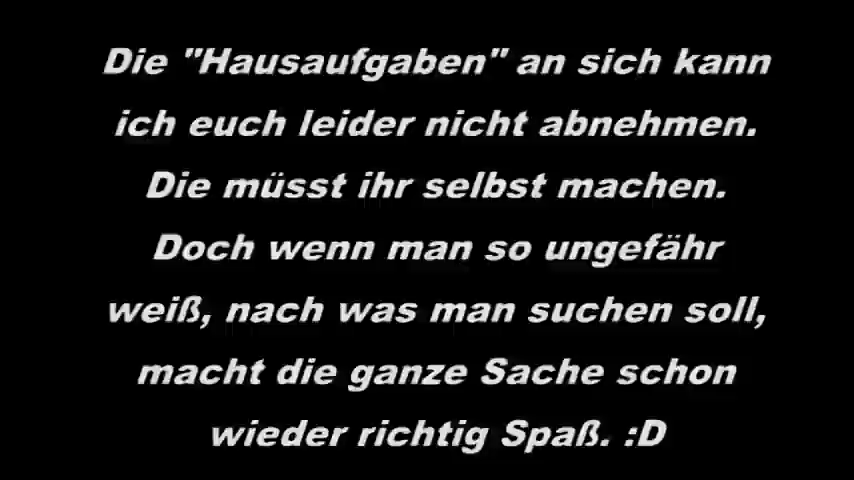 Die "Hausaufgaben" an sich kann
ich euch leider nicht abnehmen.
Die müsst ihr selbst machen.
Doch wenn man so ungefähr
weiß, nach was man suchen soll,
macht die ganze Sache schon
wieder richtig Spaß. :D